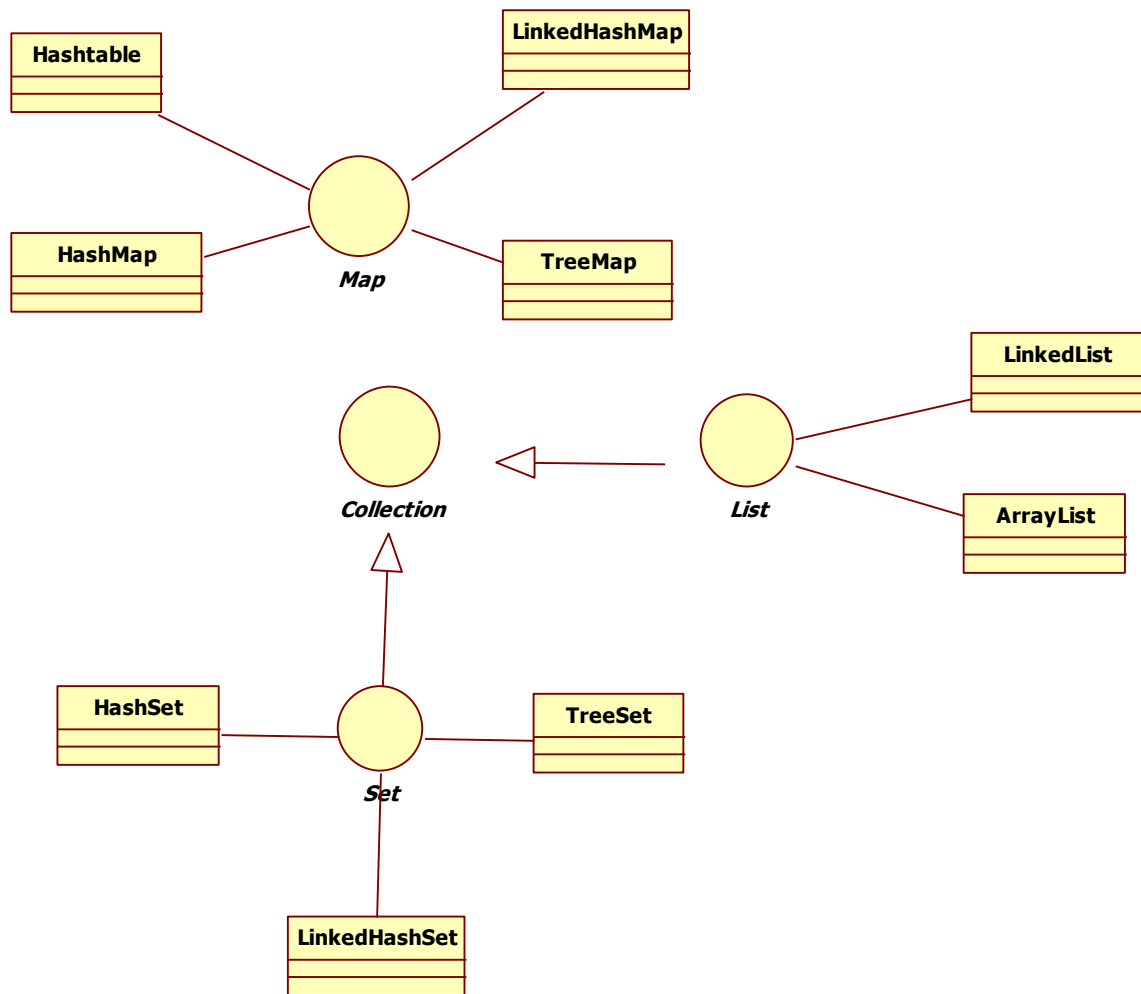 LinkedHashMap
Hashtable
HashMap
TreeMap
Map
LinkedList
Collection
List
ArrayList
HashSet
TreeSet
Set
LinkedHashSet